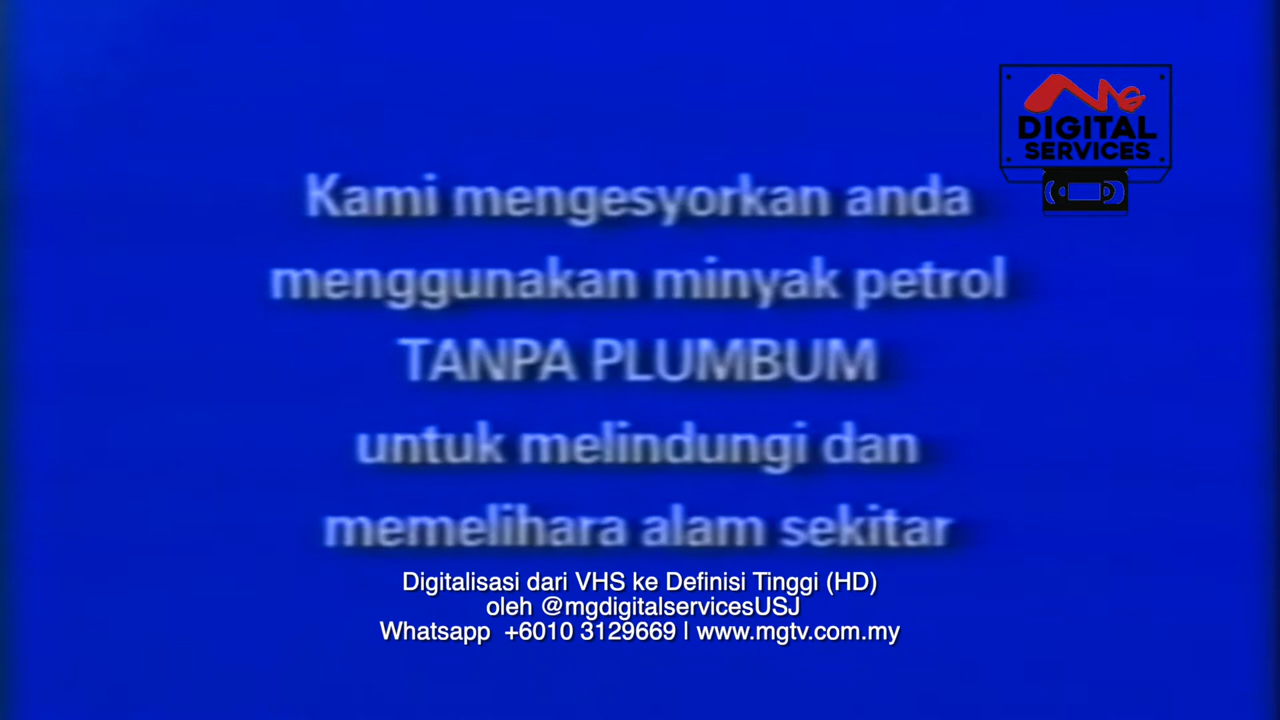 MG
DIGITAL
SERVICES
Kami mengesyorkan anda
menggunakan minyak petrol
TANPA PLUMBUM
untuk melindungi dan
memelihara alam sekitar
Digitalisasi dari VHS ke Definisi Tinggi (HD)
oleh @mgdigitalservicesUSJ
Whatsapp +6010 3129669 | www.mgtv.com.my